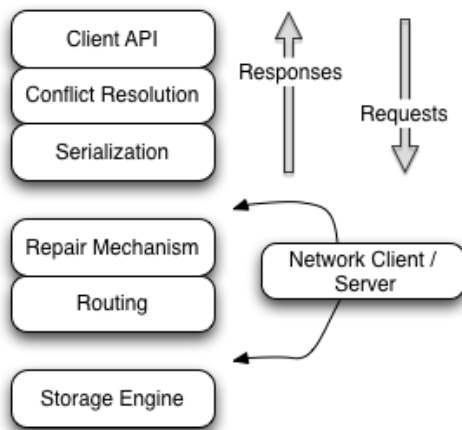 Client API
Responses
Conflict Resolution
Requests
Serialization
Repair Mechanism
Network Client /
Server
Routing
Storage Engine